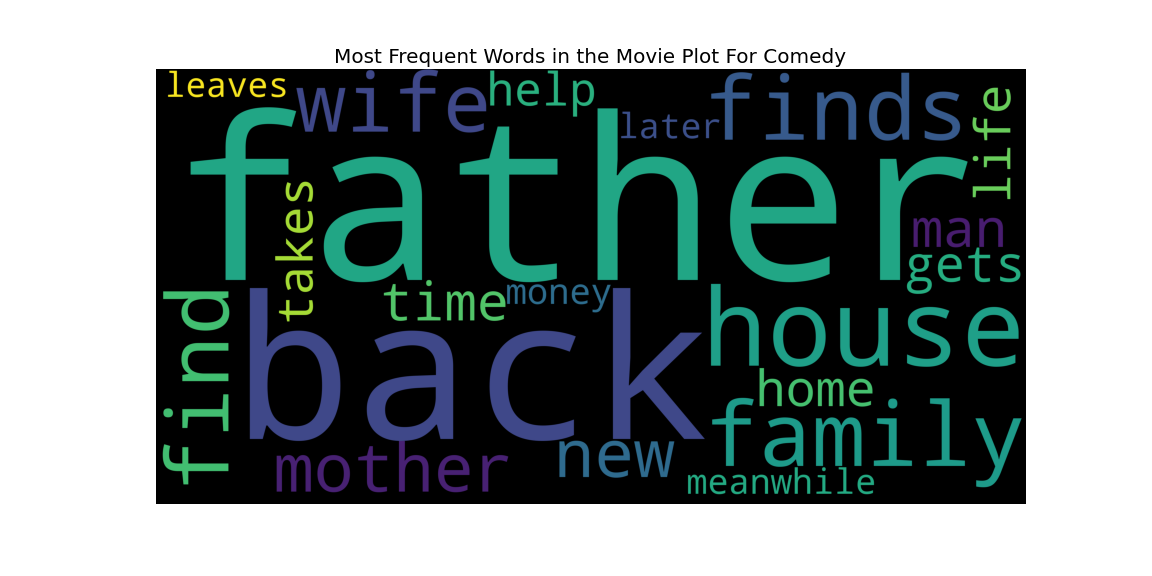 Most Frequent Words in the Movie Plot For Comedy
leaves
wife
help
later
finds
life
father
takes
man
gets
find
time
money
back
house
home
family
mother
new
meanwhile